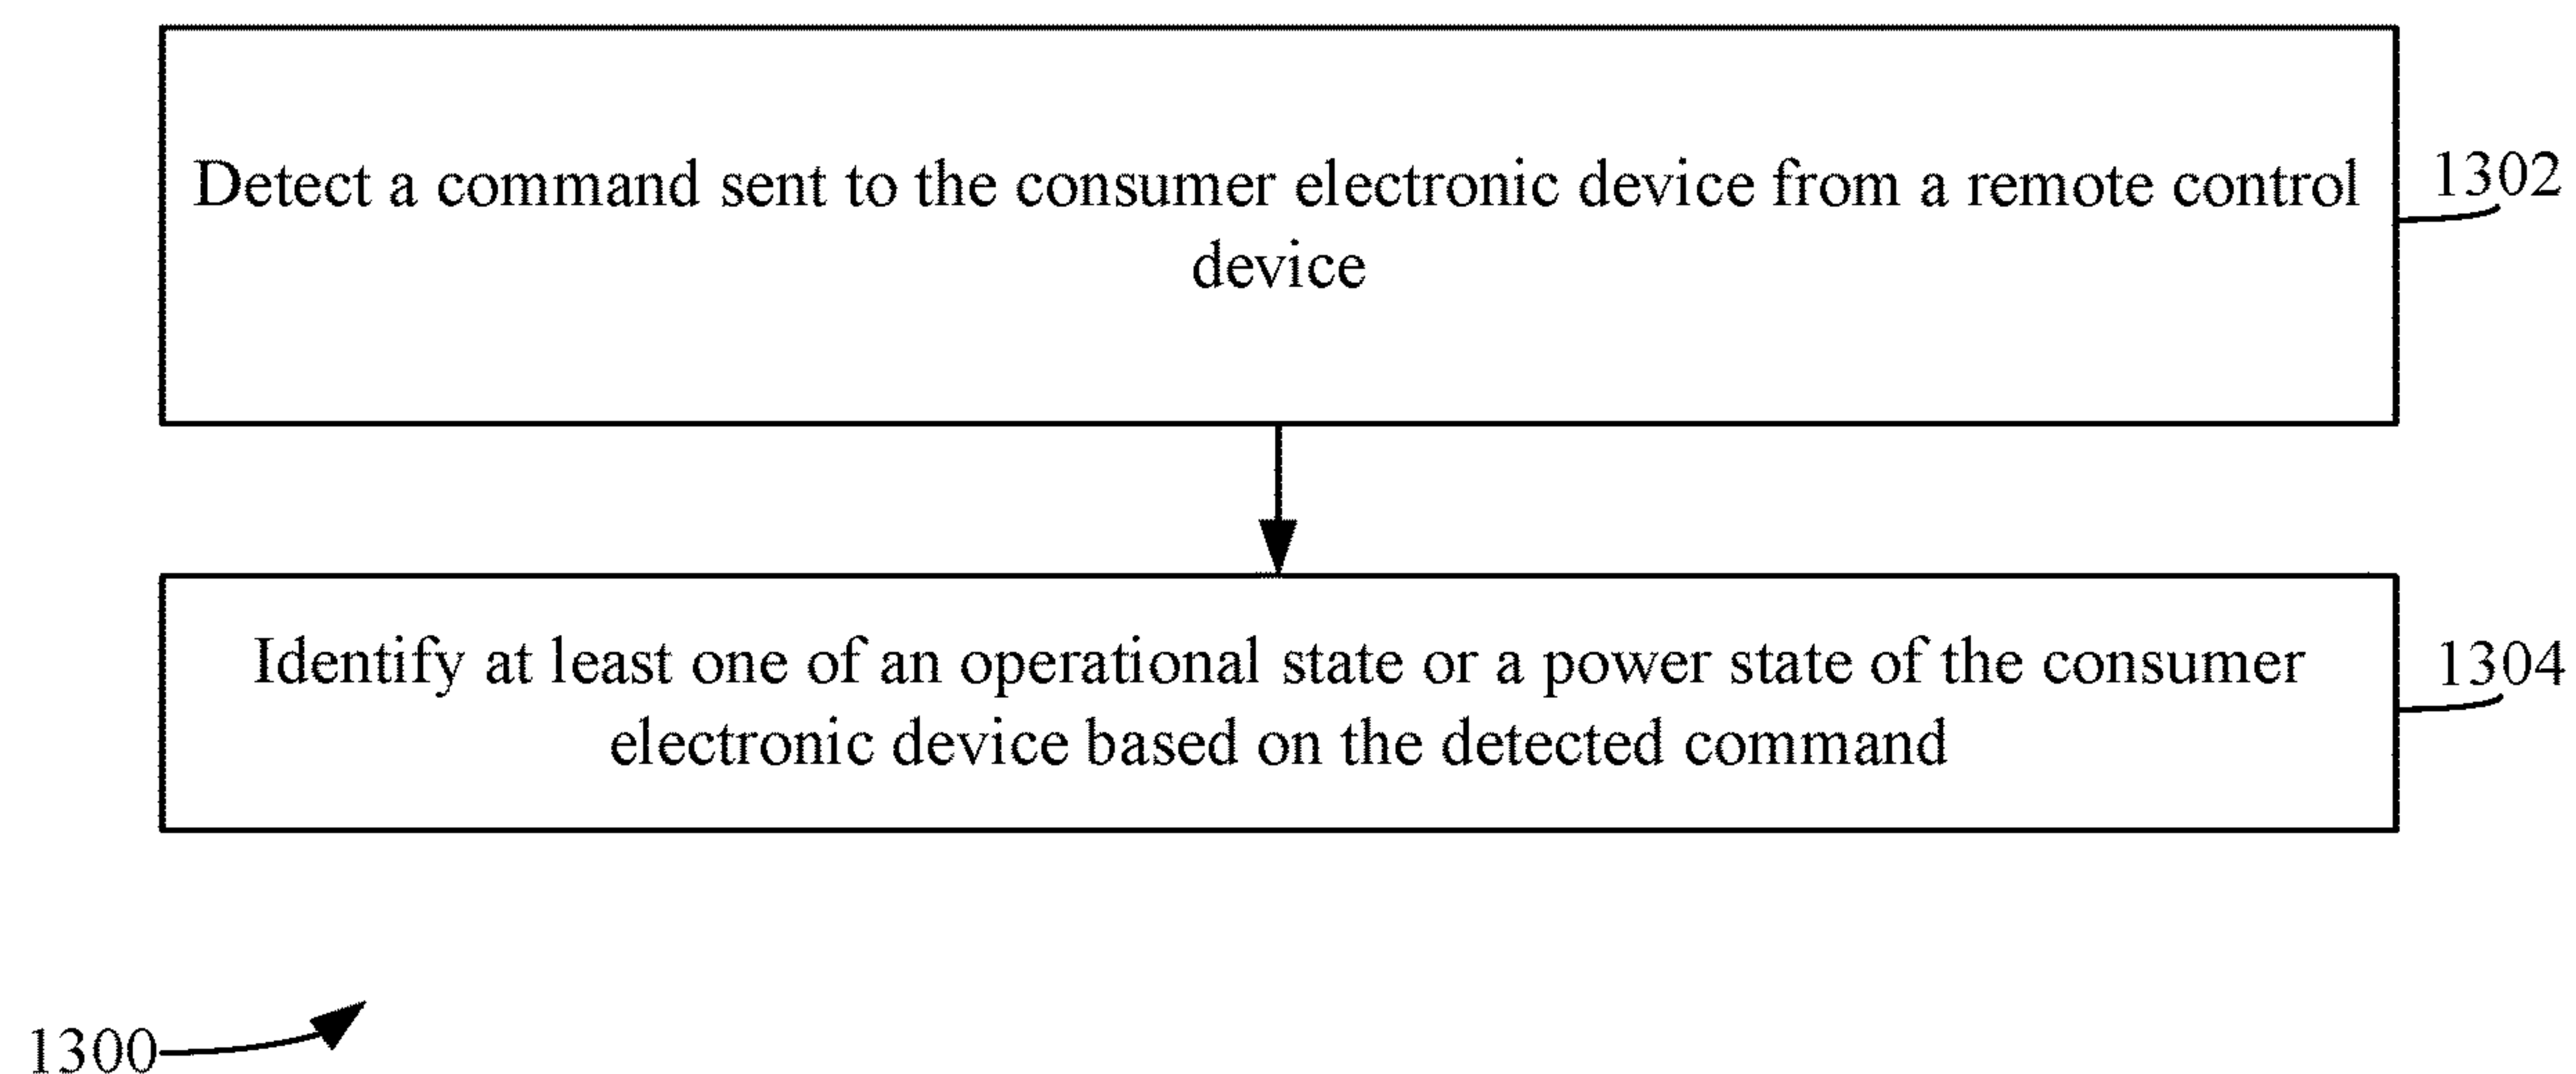 Detect a command sent to the consumer electronic device from a remote control
device
1302
Identify at least one of an operational state or a power state of the consumer
electronic device based on the detected command
1304
1300